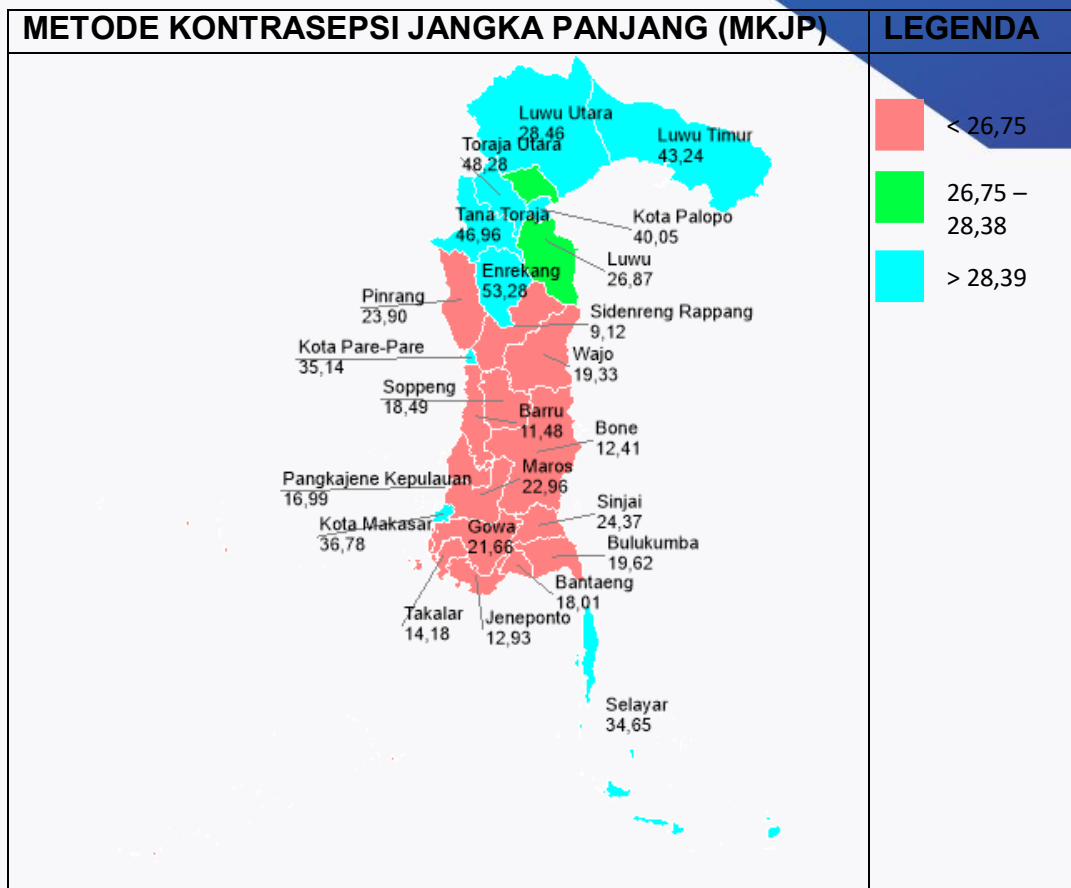 METODE KONTRASEPSI JANGKA PANJANG (MKJP)
LEGENDA
< 26,75
26,75 –
28,38
> 28,39
Luwu Utara
28,46
Luwu Timur
43,24
Toraja Utara
48,28
Tana Toraja
46,96
Kota Palopo
40,05
Luwu
26,87
Enrekang
53,28
Pinrang
23,90
Sidenreng Rappang
9,12
Kota Pare-Pare
35,14
Wajo
19,33
Soppeng
18,49
Barru
11,48
Bone
12,41
Maros
22,96
Pangkajene Kepulauan
16,99
Sinjai
24,37
Kota Makasar
36,78
Gowa
21,66
Bulukumba
19,62
Bantaeng
18,01
Takalar
14,18
Jeneponto
12,93
Selayar
34,65